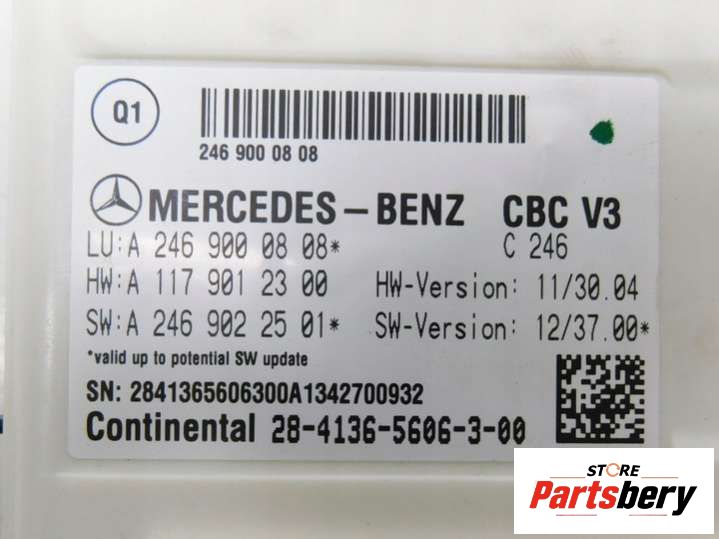 Q1
246 900 08 08
MERCEDES-BENZ CBC V3
LU:A 246 900 08 08* C 246
HW:A 117 901 23 00 HW-Version: 11/30.04
SW:A 246 902 25 01* SW-Version: 12/37.00*
*valid up to potential SW update
SN: 2841365606300A1342700932
Continental 28-4136-5606-3-00
STORE
Partsbery